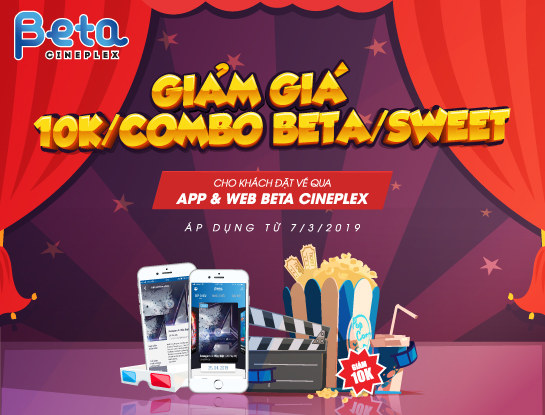 Beta
CINEPLEX
GIẢM GIÁ
10K/COMBO BETA/SWEET
CHO KHÁCH ĐẶT VÉ QUA
APP & WEB BETA CINEPLEX
ÁP DỤNG TỪ 7/3/2019
GIẢM
10K